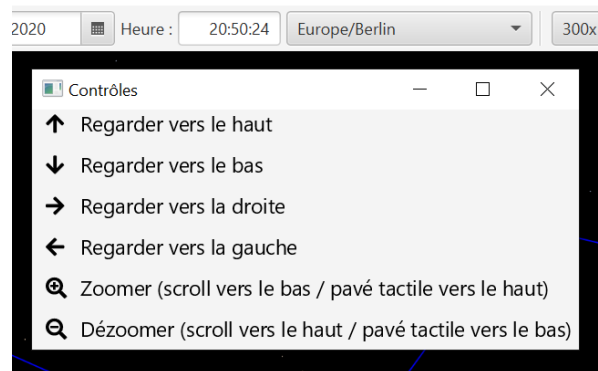 2020 Heure : 20:50:24 Europe/Berlin 300x
Contrôles
Regarder vers le haut
Regarder vers le bas
Regarder vers la droite
Regarder vers la gauche
Zoomer (scroll vers le bas / pavé tactile vers le haut)
Dézoomer (scroll vers le haut / pavé tactile vers le bas)